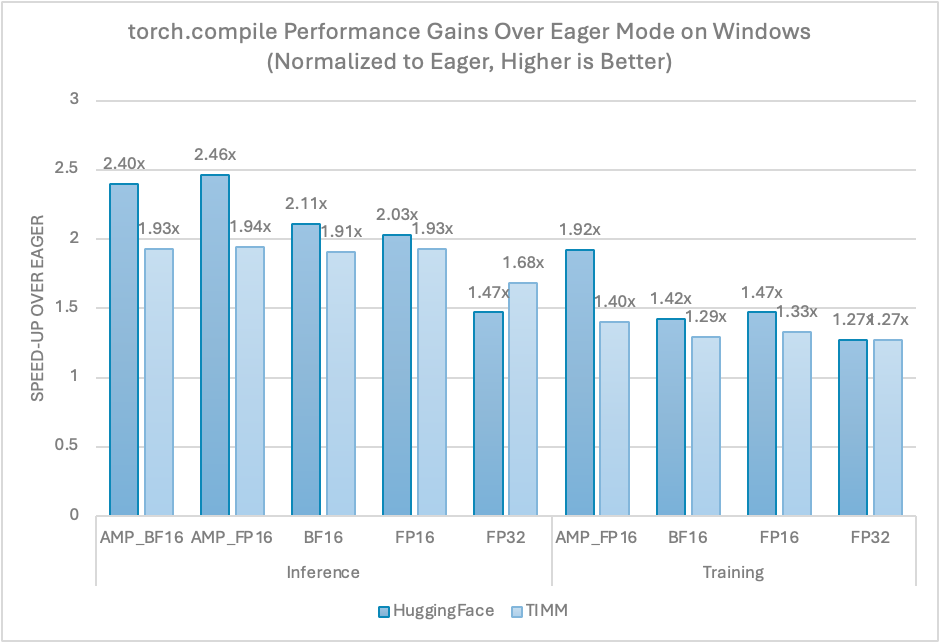 torch.compile Performance Gains Over Eager Mode on Windows
(Normalized to Eager, Higher is Better)
SPEED-UP OVER EAGER
3
2.5
2
1.5
1
0.5
0
2.40x
1.93x
2.46x
1.94x
2.11x
1.91x
2.03x
1.93x
1.47x
1.68x
1.92x
1.40x
1.42x
1.29x
1.47x
1.33x
1.27x
1.27x
AMP_BF16 AMP_FP16 BF16 FP16 FP32 AMP_FP16 BF16 FP16 FP32
Inference Training
HuggingFace TIMM